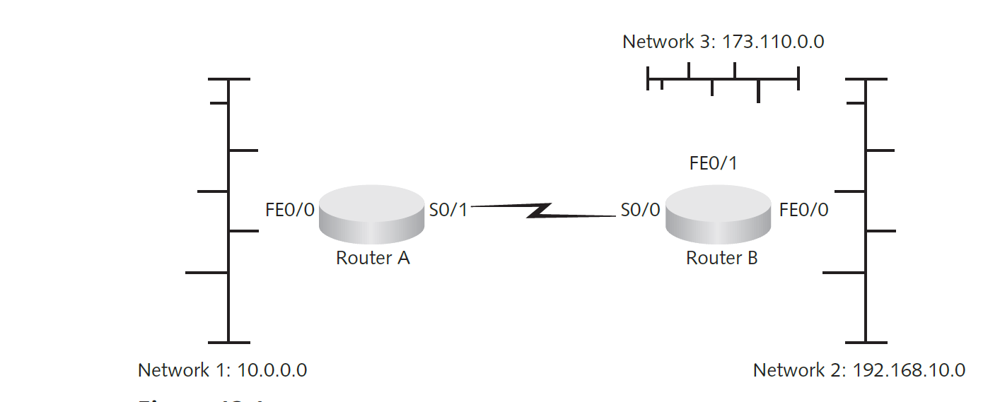 Network 3: 173.110.0.0
FE0/1
FE0/0
S0/1
S0/0
FE0/0
Router A
Router B
Network 1: 10.0.0.0
Network 2: 192.168.10.0